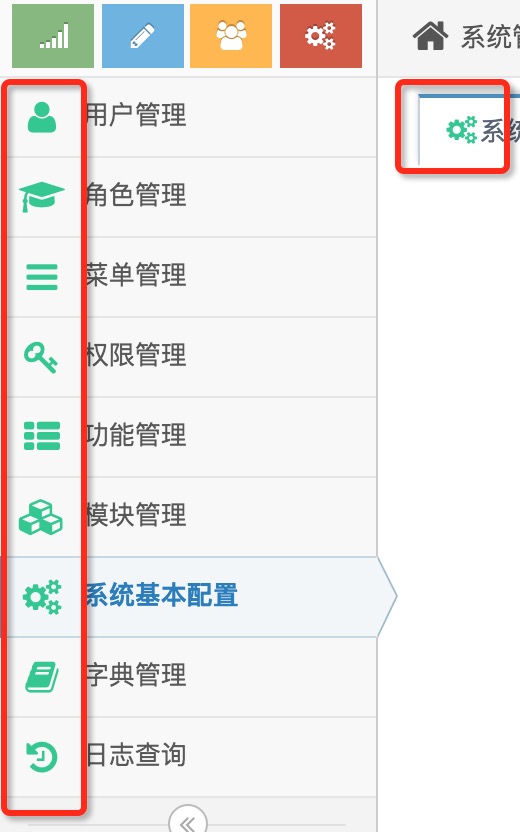 系统
用户管理
系统
角色管理
菜单管理
权限管理
功能管理
模块管理
系统基本配置
字典管理
日志查询